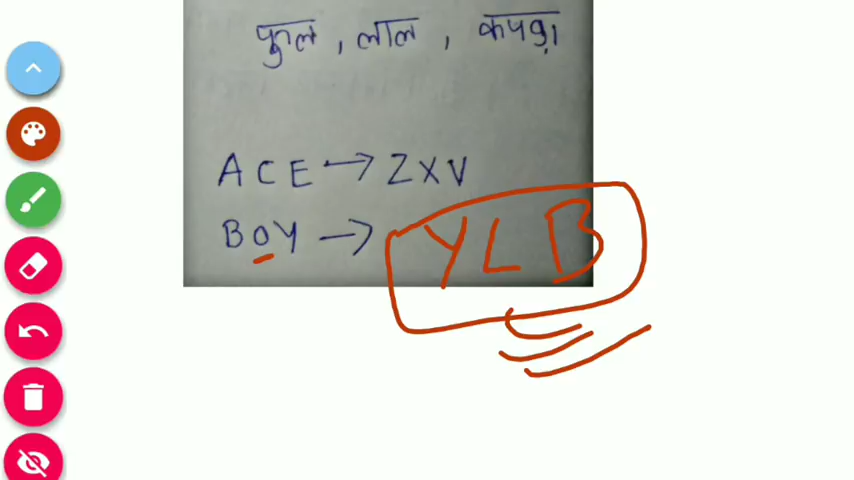 फुल , लाल , कपड़ा
ACE → ZXV
BOY → YLB